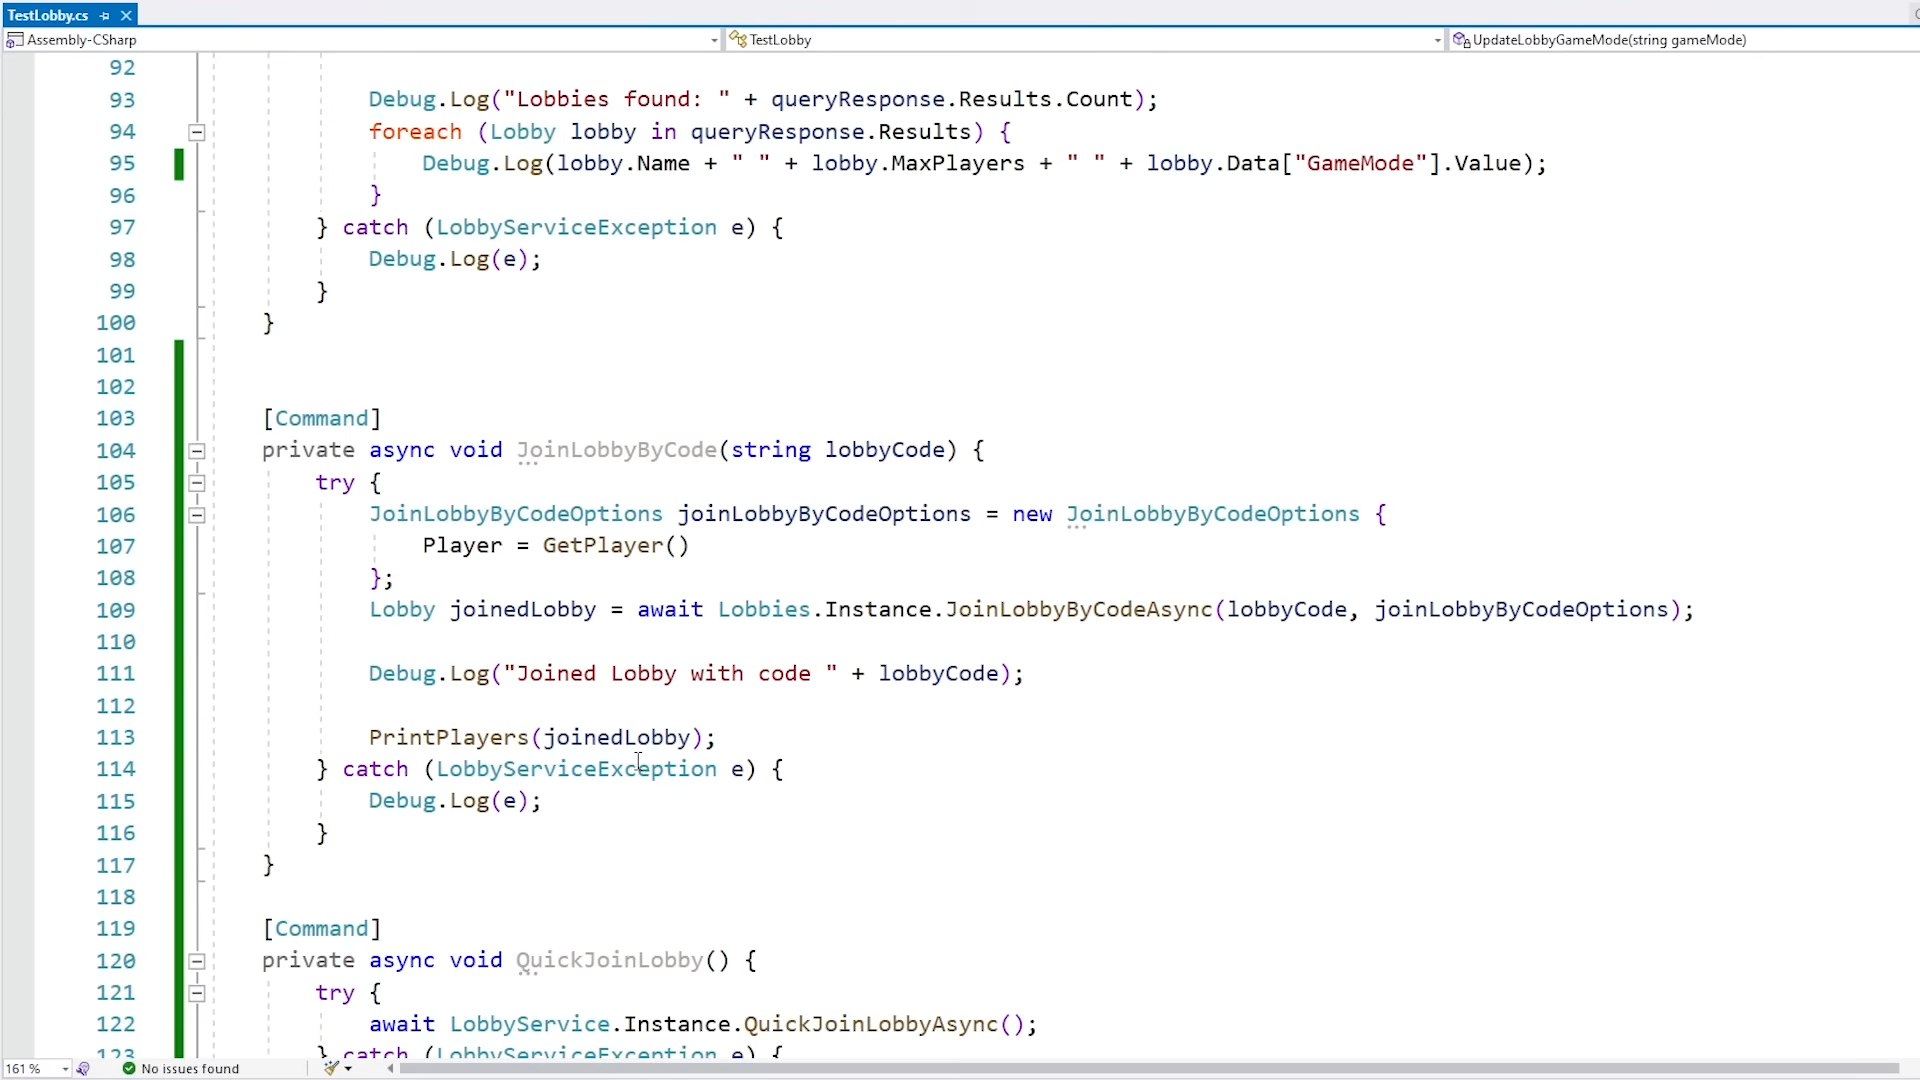 TestLobby.cs
Assembly-CSharp TestLobby UpdateLobbyGameMode(string gameMode)
92
93 Debug.Log("Lobbies found: " + queryResponse.Results.Count);
94 foreach (Lobby lobby in queryResponse.Results) {
95 Debug.Log(lobby.Name + " " + lobby.MaxPlayers + " " + lobby.Data["GameMode"].Value);
96 }
97 } catch (LobbyServiceException e) {
98 Debug.Log(e);
99 }
100 }
101
102
103 [Command]
104 private async void JoinLobbyByCode(string lobbyCode) {
105 try {
106 JoinLobbyByCodeOptions joinLobbyByCodeOptions = new JoinLobbyByCodeOptions {
107 Player = GetPlayer()
108 };
109 Lobby joinedLobby = await Lobbies.Instance.JoinLobbyByCodeAsync(lobbyCode, joinLobbyByCodeOptions);
110
111 Debug.Log("Joined Lobby with code " + lobbyCode);
112
113 PrintPlayers(joinedLobby);
114 } catch (LobbyServiceException e) {
115 Debug.Log(e);
116 }
117 }
118
119 [Command]
120 private async void QuickJoinLobby() {
121 try {
122 await LobbyService.Instance.QuickJoinLobbyAsync();
123 } catch (LobbyServiceException e) {
161 % No issues found